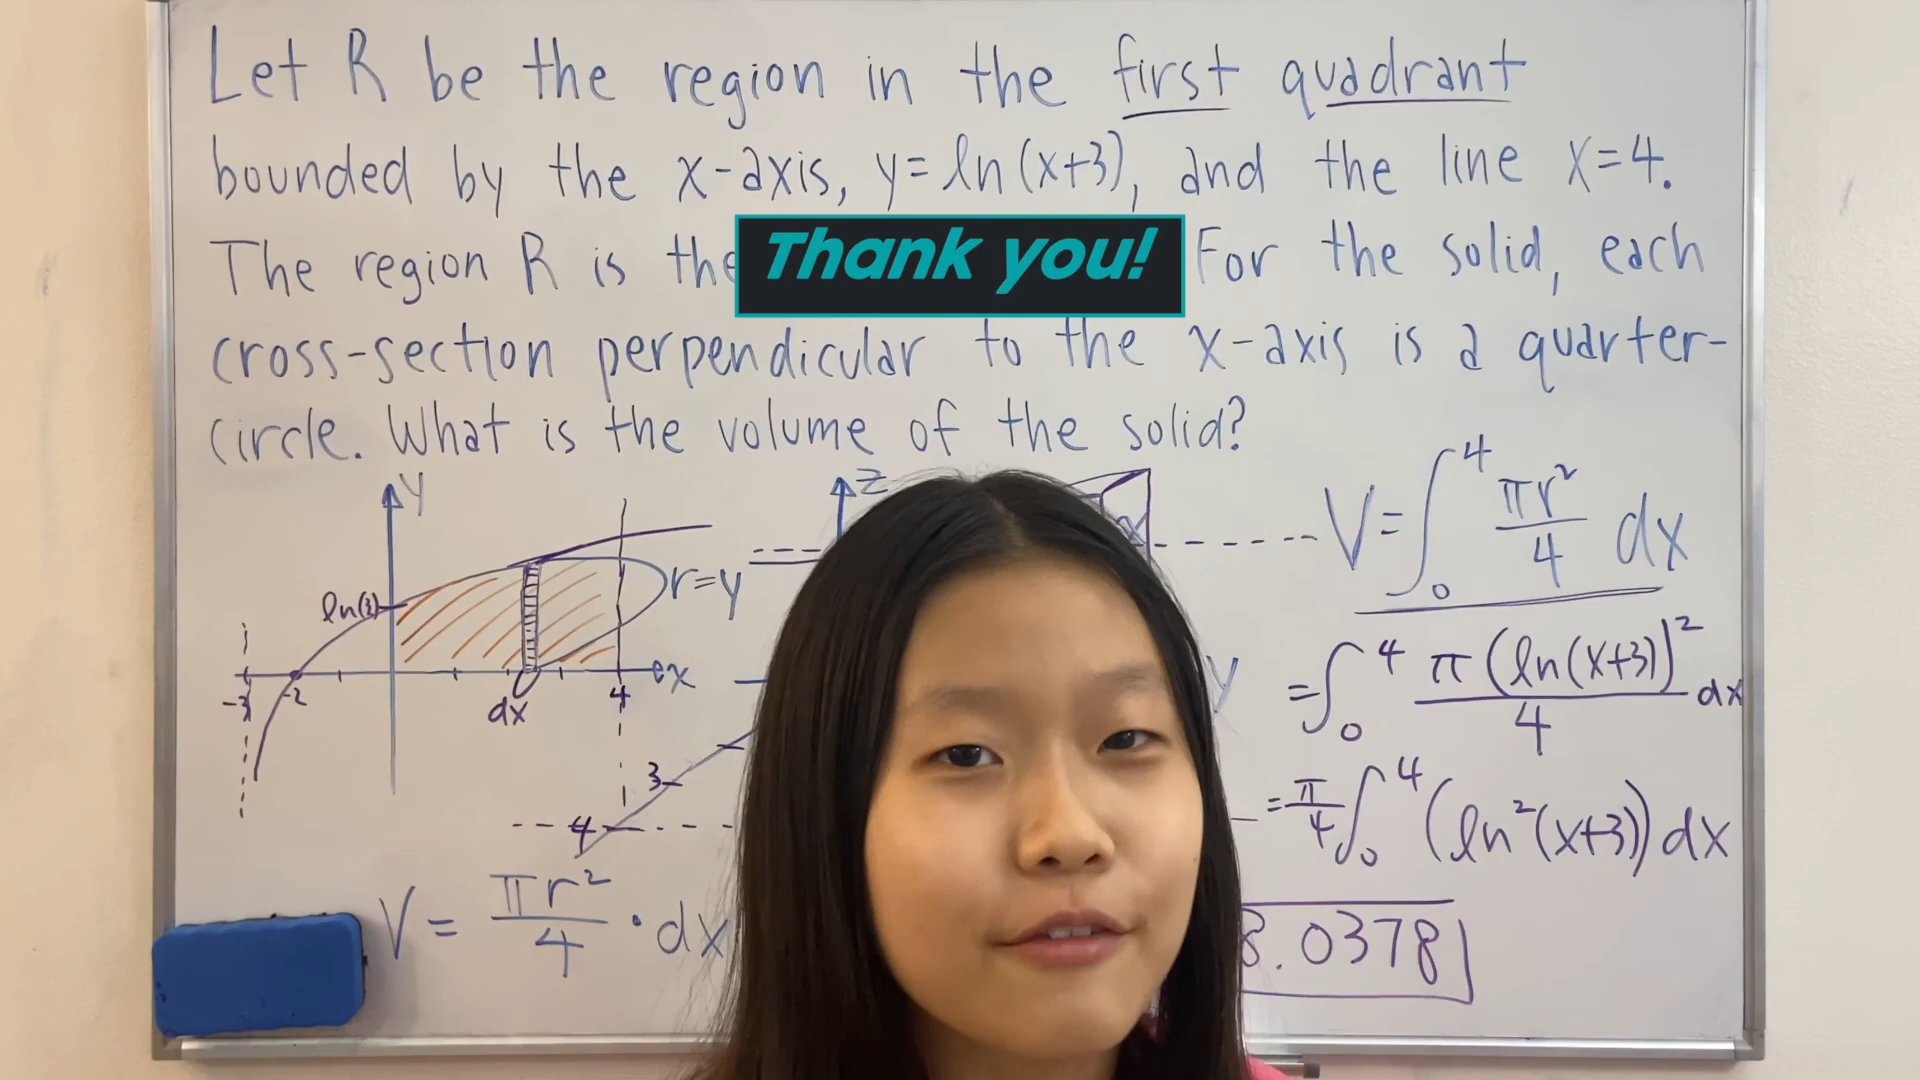 Let R be the region in the first quadrant
bounded by the x-axis, y=ln(x+3), and the line x=4.
The region R is the
Thank you!
For the solid, each
cross-section perpendicular to the x-axis is a quarter-
circle. What is the volume of the solid?
y
ln(3)
r=y
-3 -2 dx 4 x
z
x
y
3
4
V = πr²/4 · dx
V=∫₀⁴ πr²/4 dx
=∫₀⁴ π(ln(x+3))²/4 dx
=π/4∫₀⁴(ln²(x+3))dx
8.0378